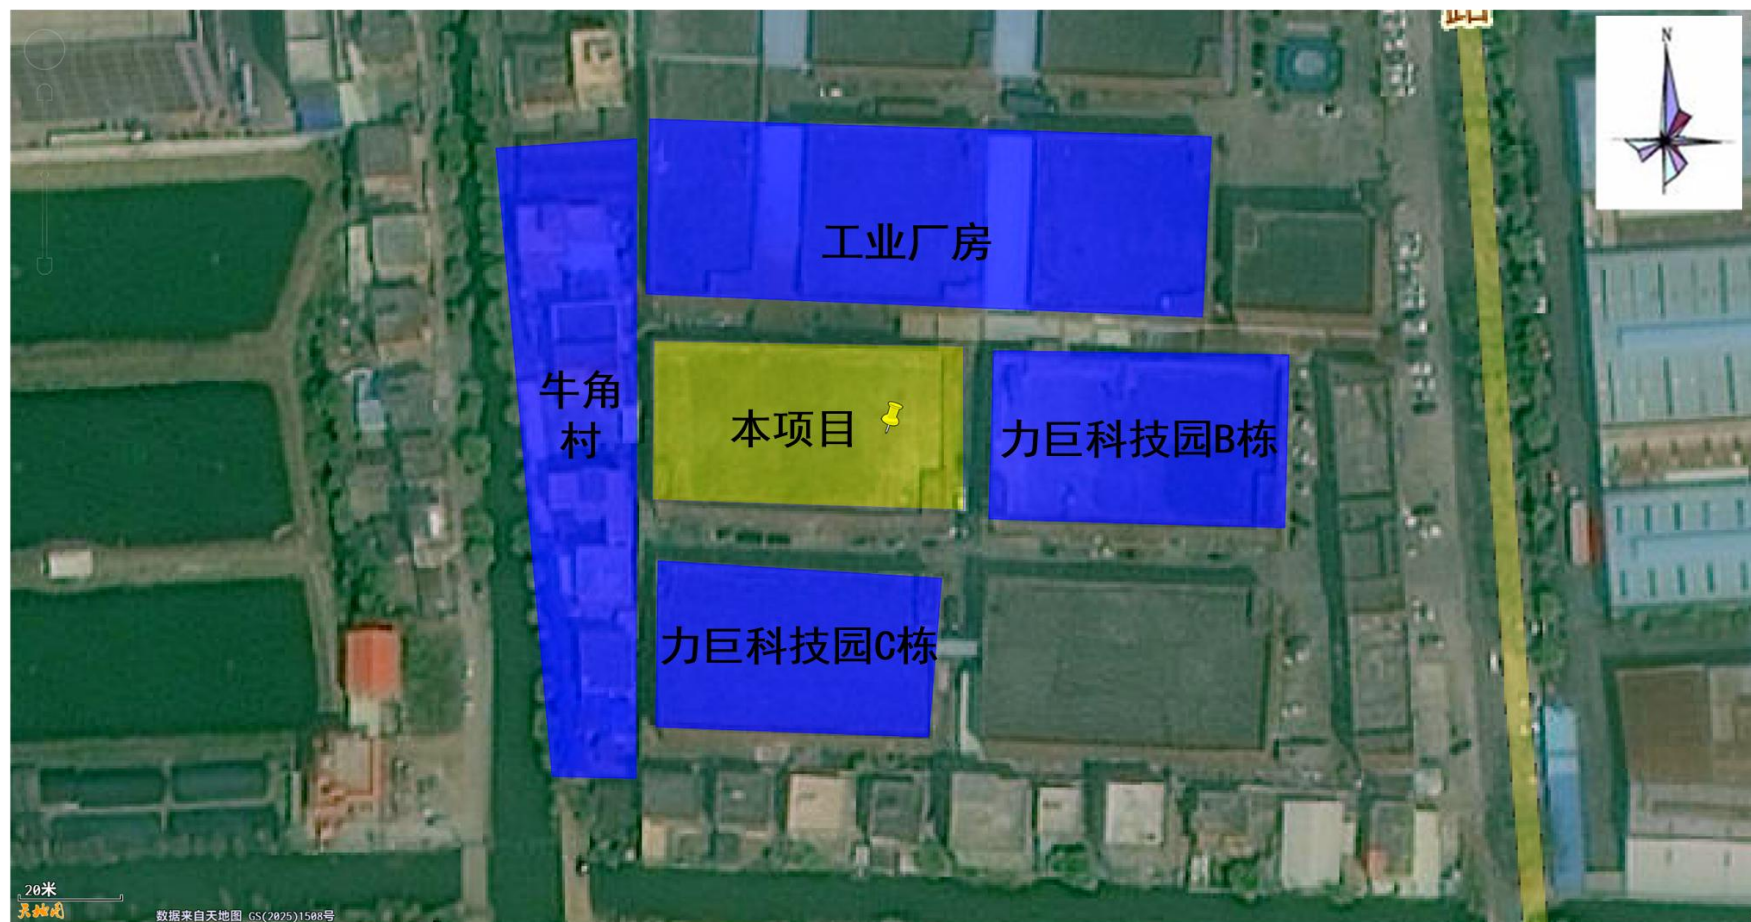 路
N
工业厂房
牛角
村
本项目
力巨科技园B栋
力巨科技园C栋
20米
天地图
数据来自天地图 GS(2025)1508号